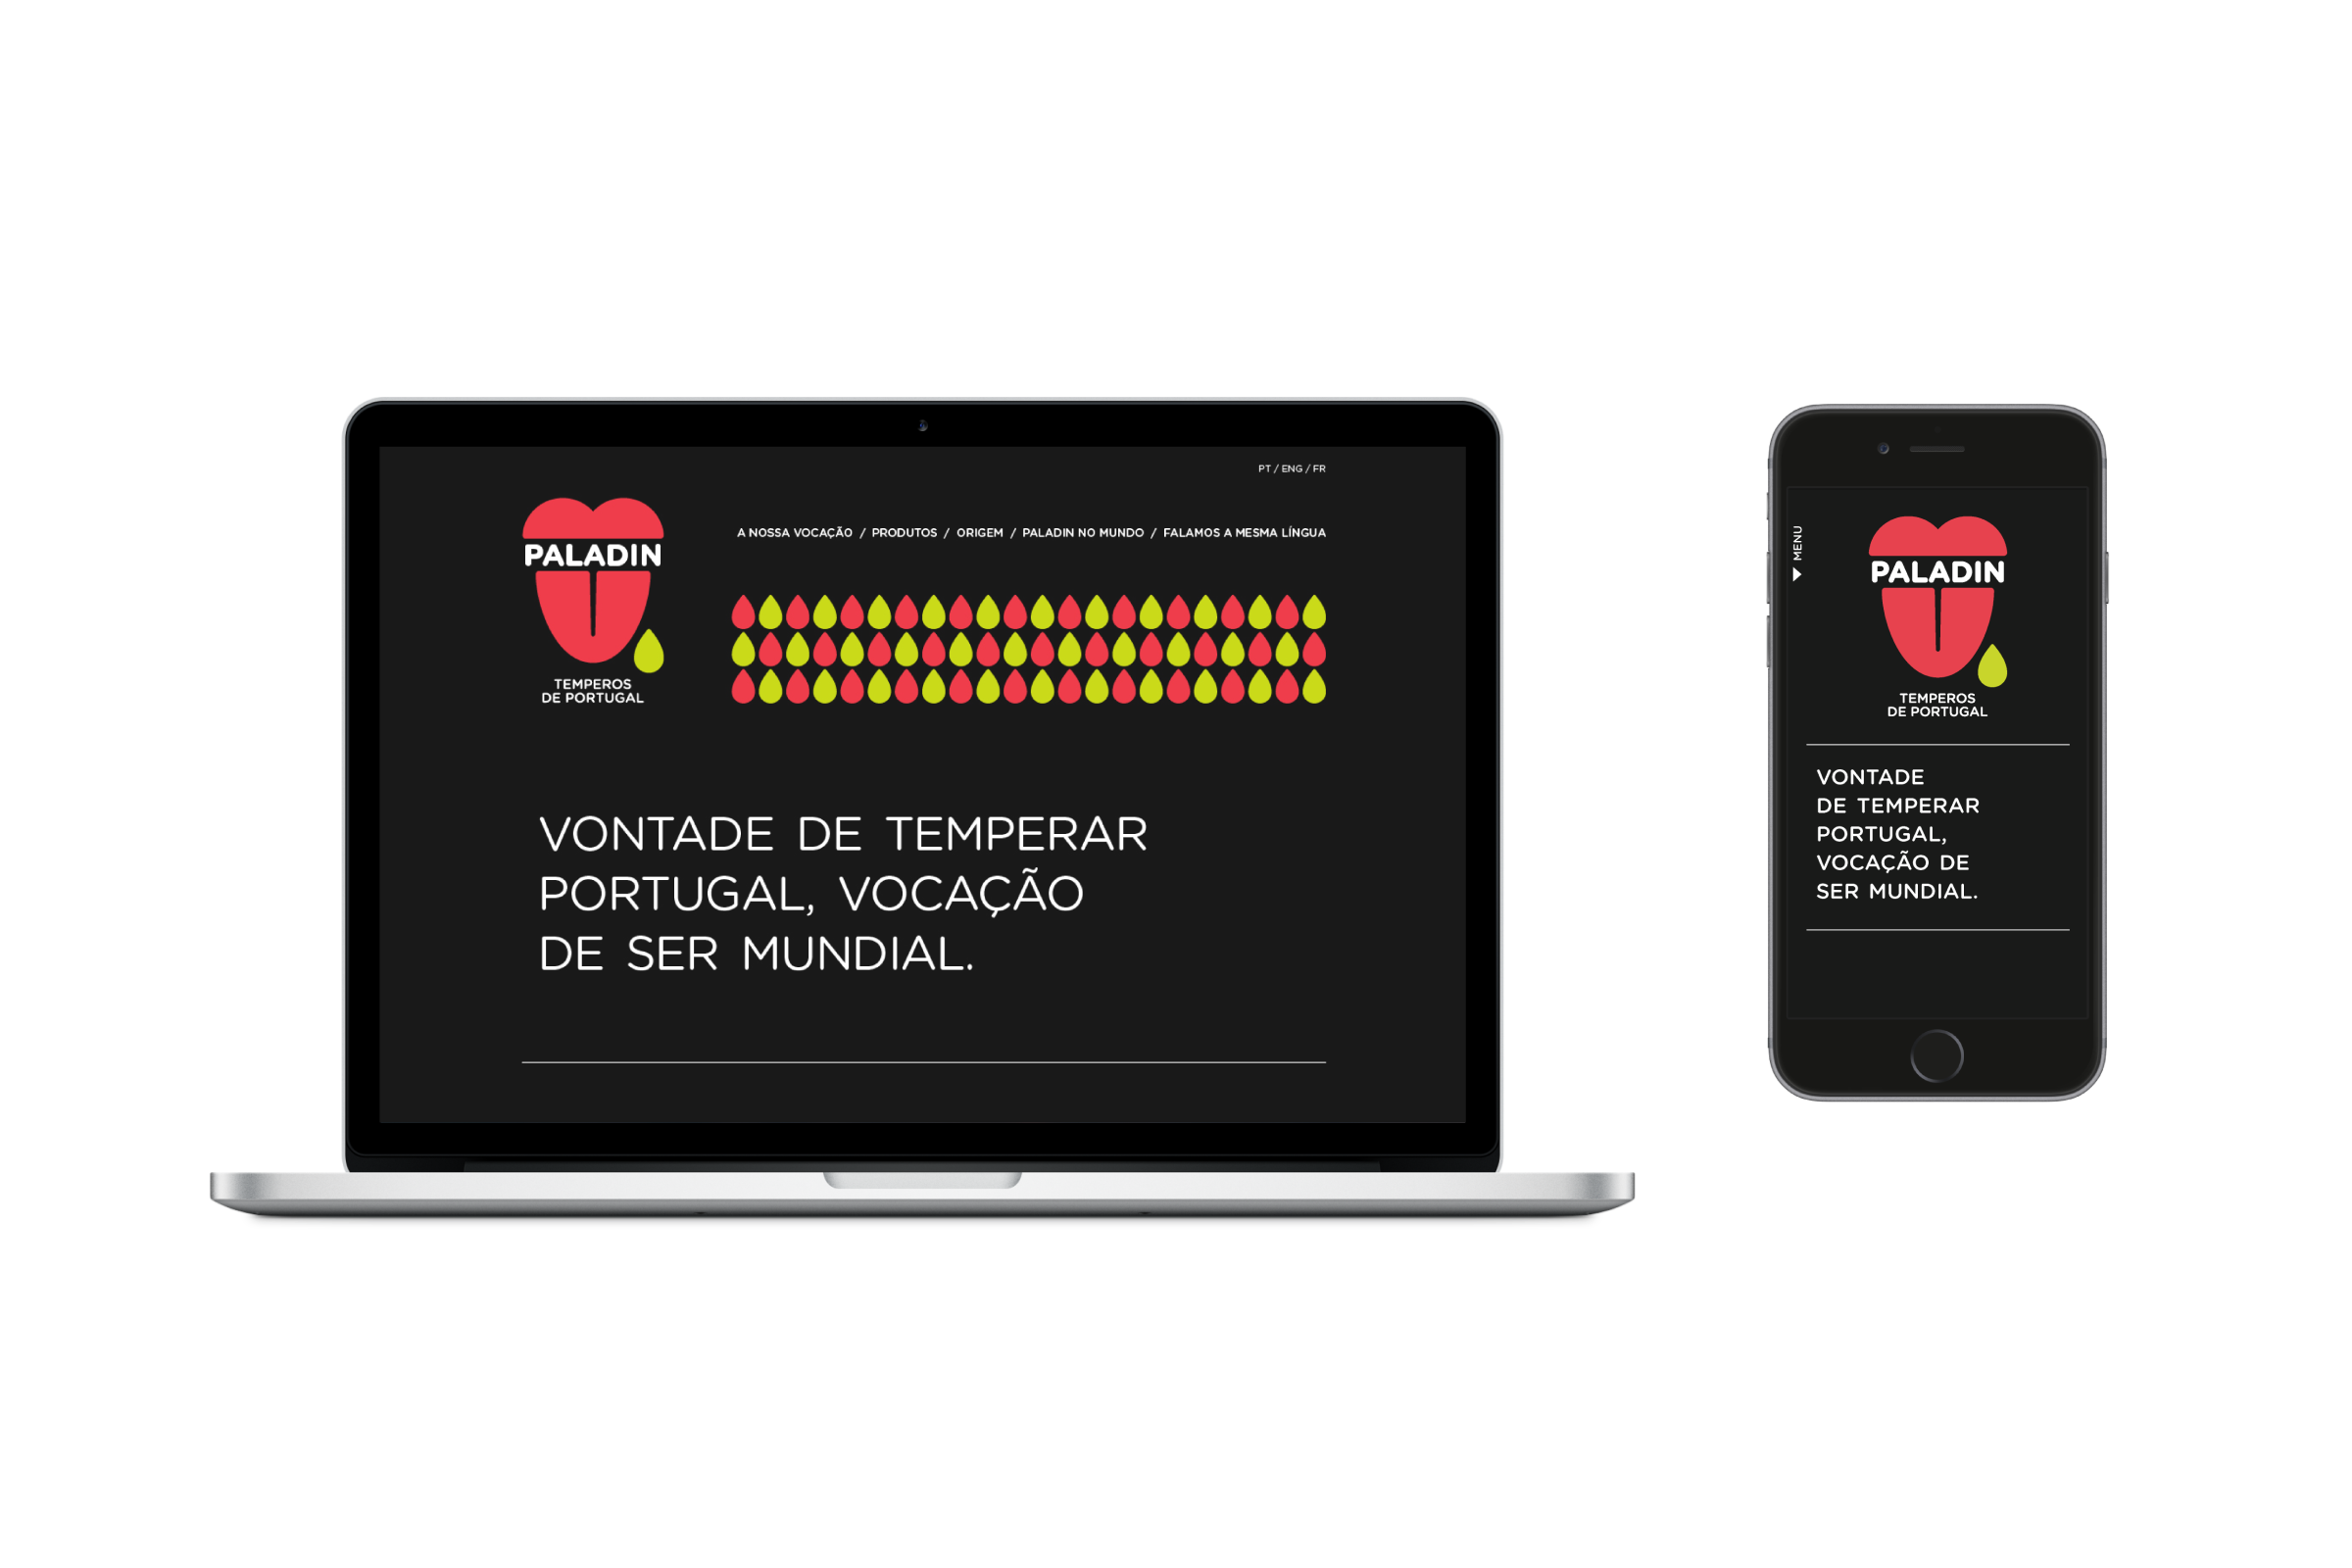 PT / ENG / FR
A NOSSA VOCAÇÃO / PRODUTOS / ORIGEM / PALADIN NO MUNDO / FALAMOS A MESMA LÍNGUA
PALADIN
TEMPEROS
DE PORTUGAL
VONTADE DE TEMPERAR
PORTUGAL, VOCAÇÃO
DE SER MUNDIAL.
MENU
PALADIN
TEMPEROS
DE PORTUGAL
VONTADE
DE TEMPERAR
PORTUGAL,
VOCAÇÃO DE
SER MUNDIAL.